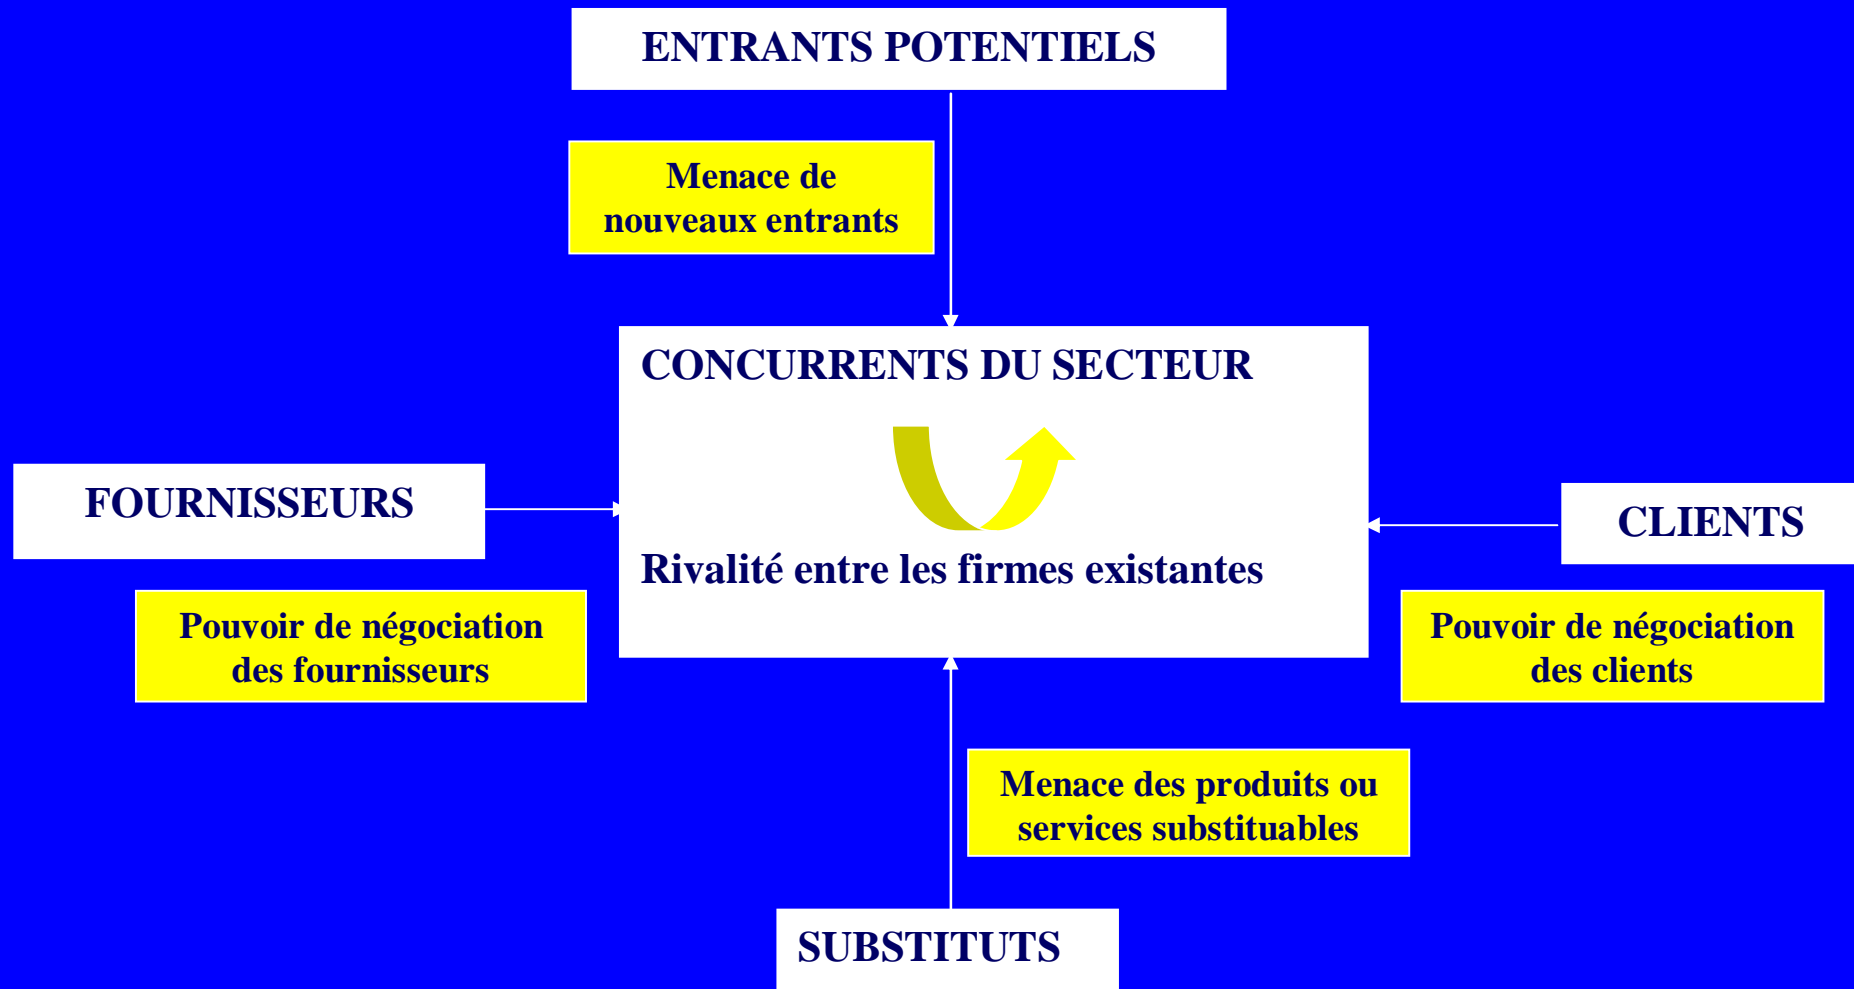 ENTRANTS POTENTIELS
Menace de
nouveaux entrants
CONCURRENTS DU SECTEUR
FOURNISSEURS
CLIENTS
Rivalité entre les firmes existantes
Pouvoir de négociation
des fournisseurs
Pouvoir de négociation
des clients
Menace des produits ou
services substituables
SUBSTITUTS